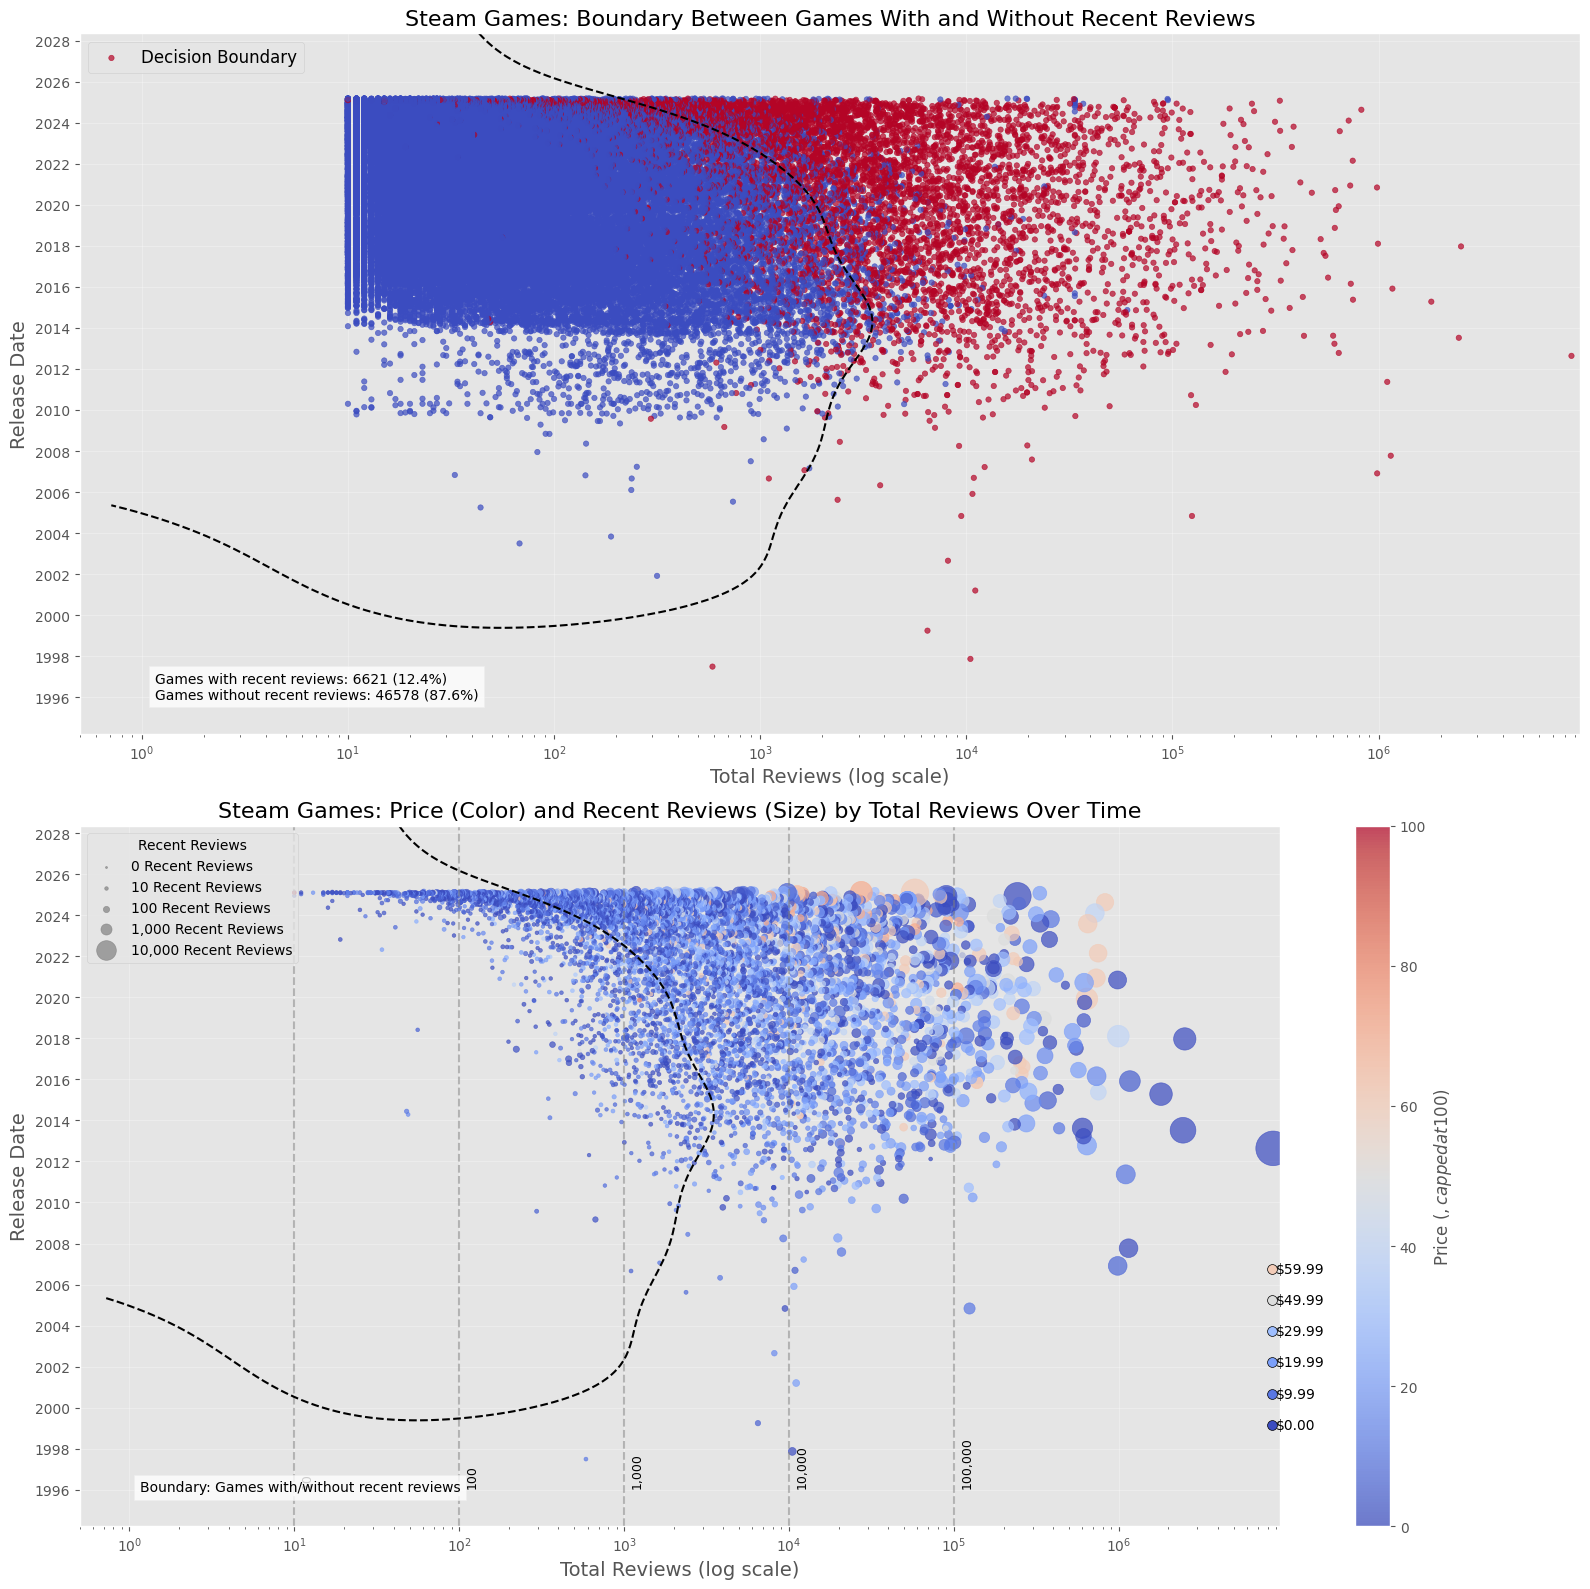 Steam Games: Boundary Between Games With and Without Recent Reviews
Decision Boundary
Release Date
2028
2026
2024
2022
2020
2018
2016
2014
2012
2010
2008
2006
2004
2002
2000
1998
1996
Games with recent reviews: 6621 (12.4%)
Games without recent reviews: 46578 (87.6%)
10⁰ 10¹ 10² 10³ 10⁴ 10⁵ 10⁶
Total Reviews (log scale)
Steam Games: Price (Color) and Recent Reviews (Size) by Total Reviews Over Time
Recent Reviews
0 Recent Reviews
10 Recent Reviews
100 Recent Reviews
1,000 Recent Reviews
10,000 Recent Reviews
Release Date
2028
2026
2024
2022
2020
2018
2016
2014
2012
2010
2008
2006
2004
2002
2000
1998
1996
100
1,000
10,000
100,000
Boundary: Games with/without recent reviews
10⁰ 10¹ 10² 10³ 10⁴ 10⁵ 10⁶
Total Reviews (log scale)
$59.99
$49.99
$29.99
$19.99
$9.99
$0.00
100
80
60
40
20
0
Price (, cappedat100)